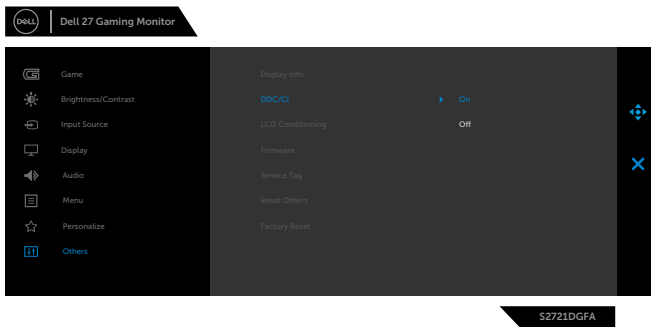 DELL
Dell 27 Gaming Monitor
Game
Display Info
Brightness/Contrast
DDC/CI
On
Input Source
LCD Conditioning
Off
Display
Firmware
Audio
Service Tag
Menu
Reset Others
Personalize
Factory Reset
Others
S2721DGFA